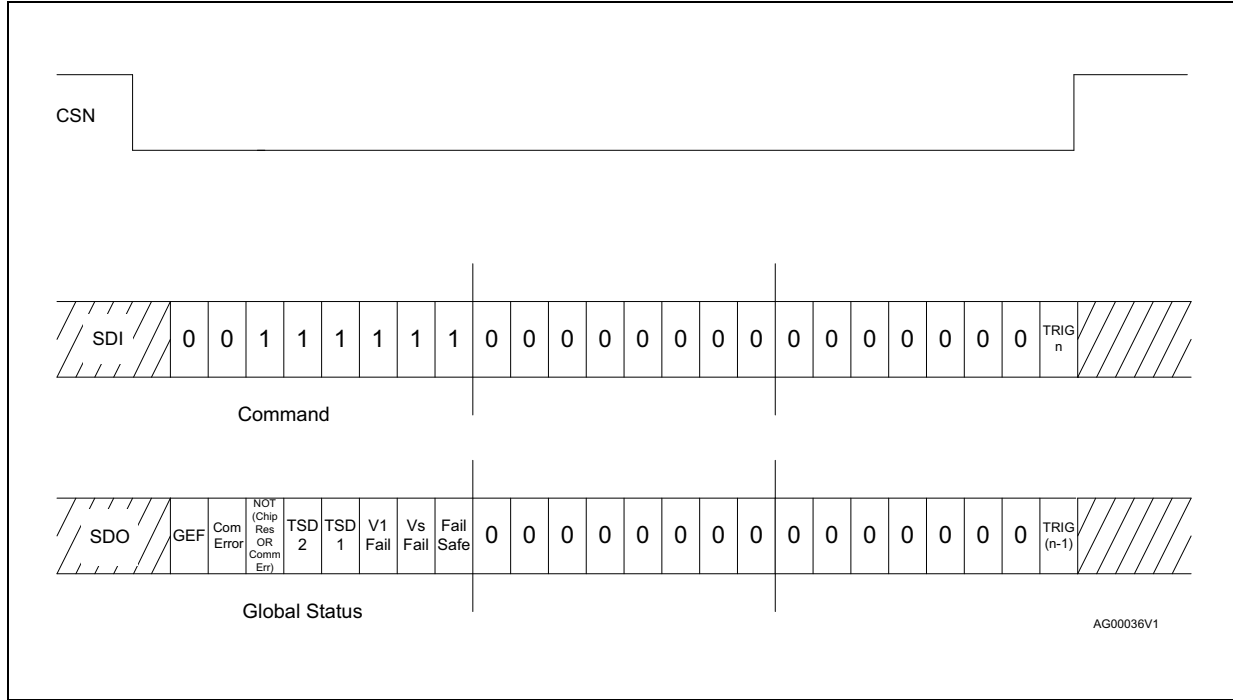 CSN
SDI 0 0 1 1 1 1 1 1 0 0 0 0 0 0 0 0 0 0 0 0 0 0 0 TRIG n
Command
SDO GEF Com Error NOT (Chip Res OR Comm Err) TSD 2 TSD 1 V1 Fail Vs Fail Fail Safe 0 0 0 0 0 0 0 0 0 0 0 0 0 0 0 TRIG (n-1)
Global Status
AG00036V1